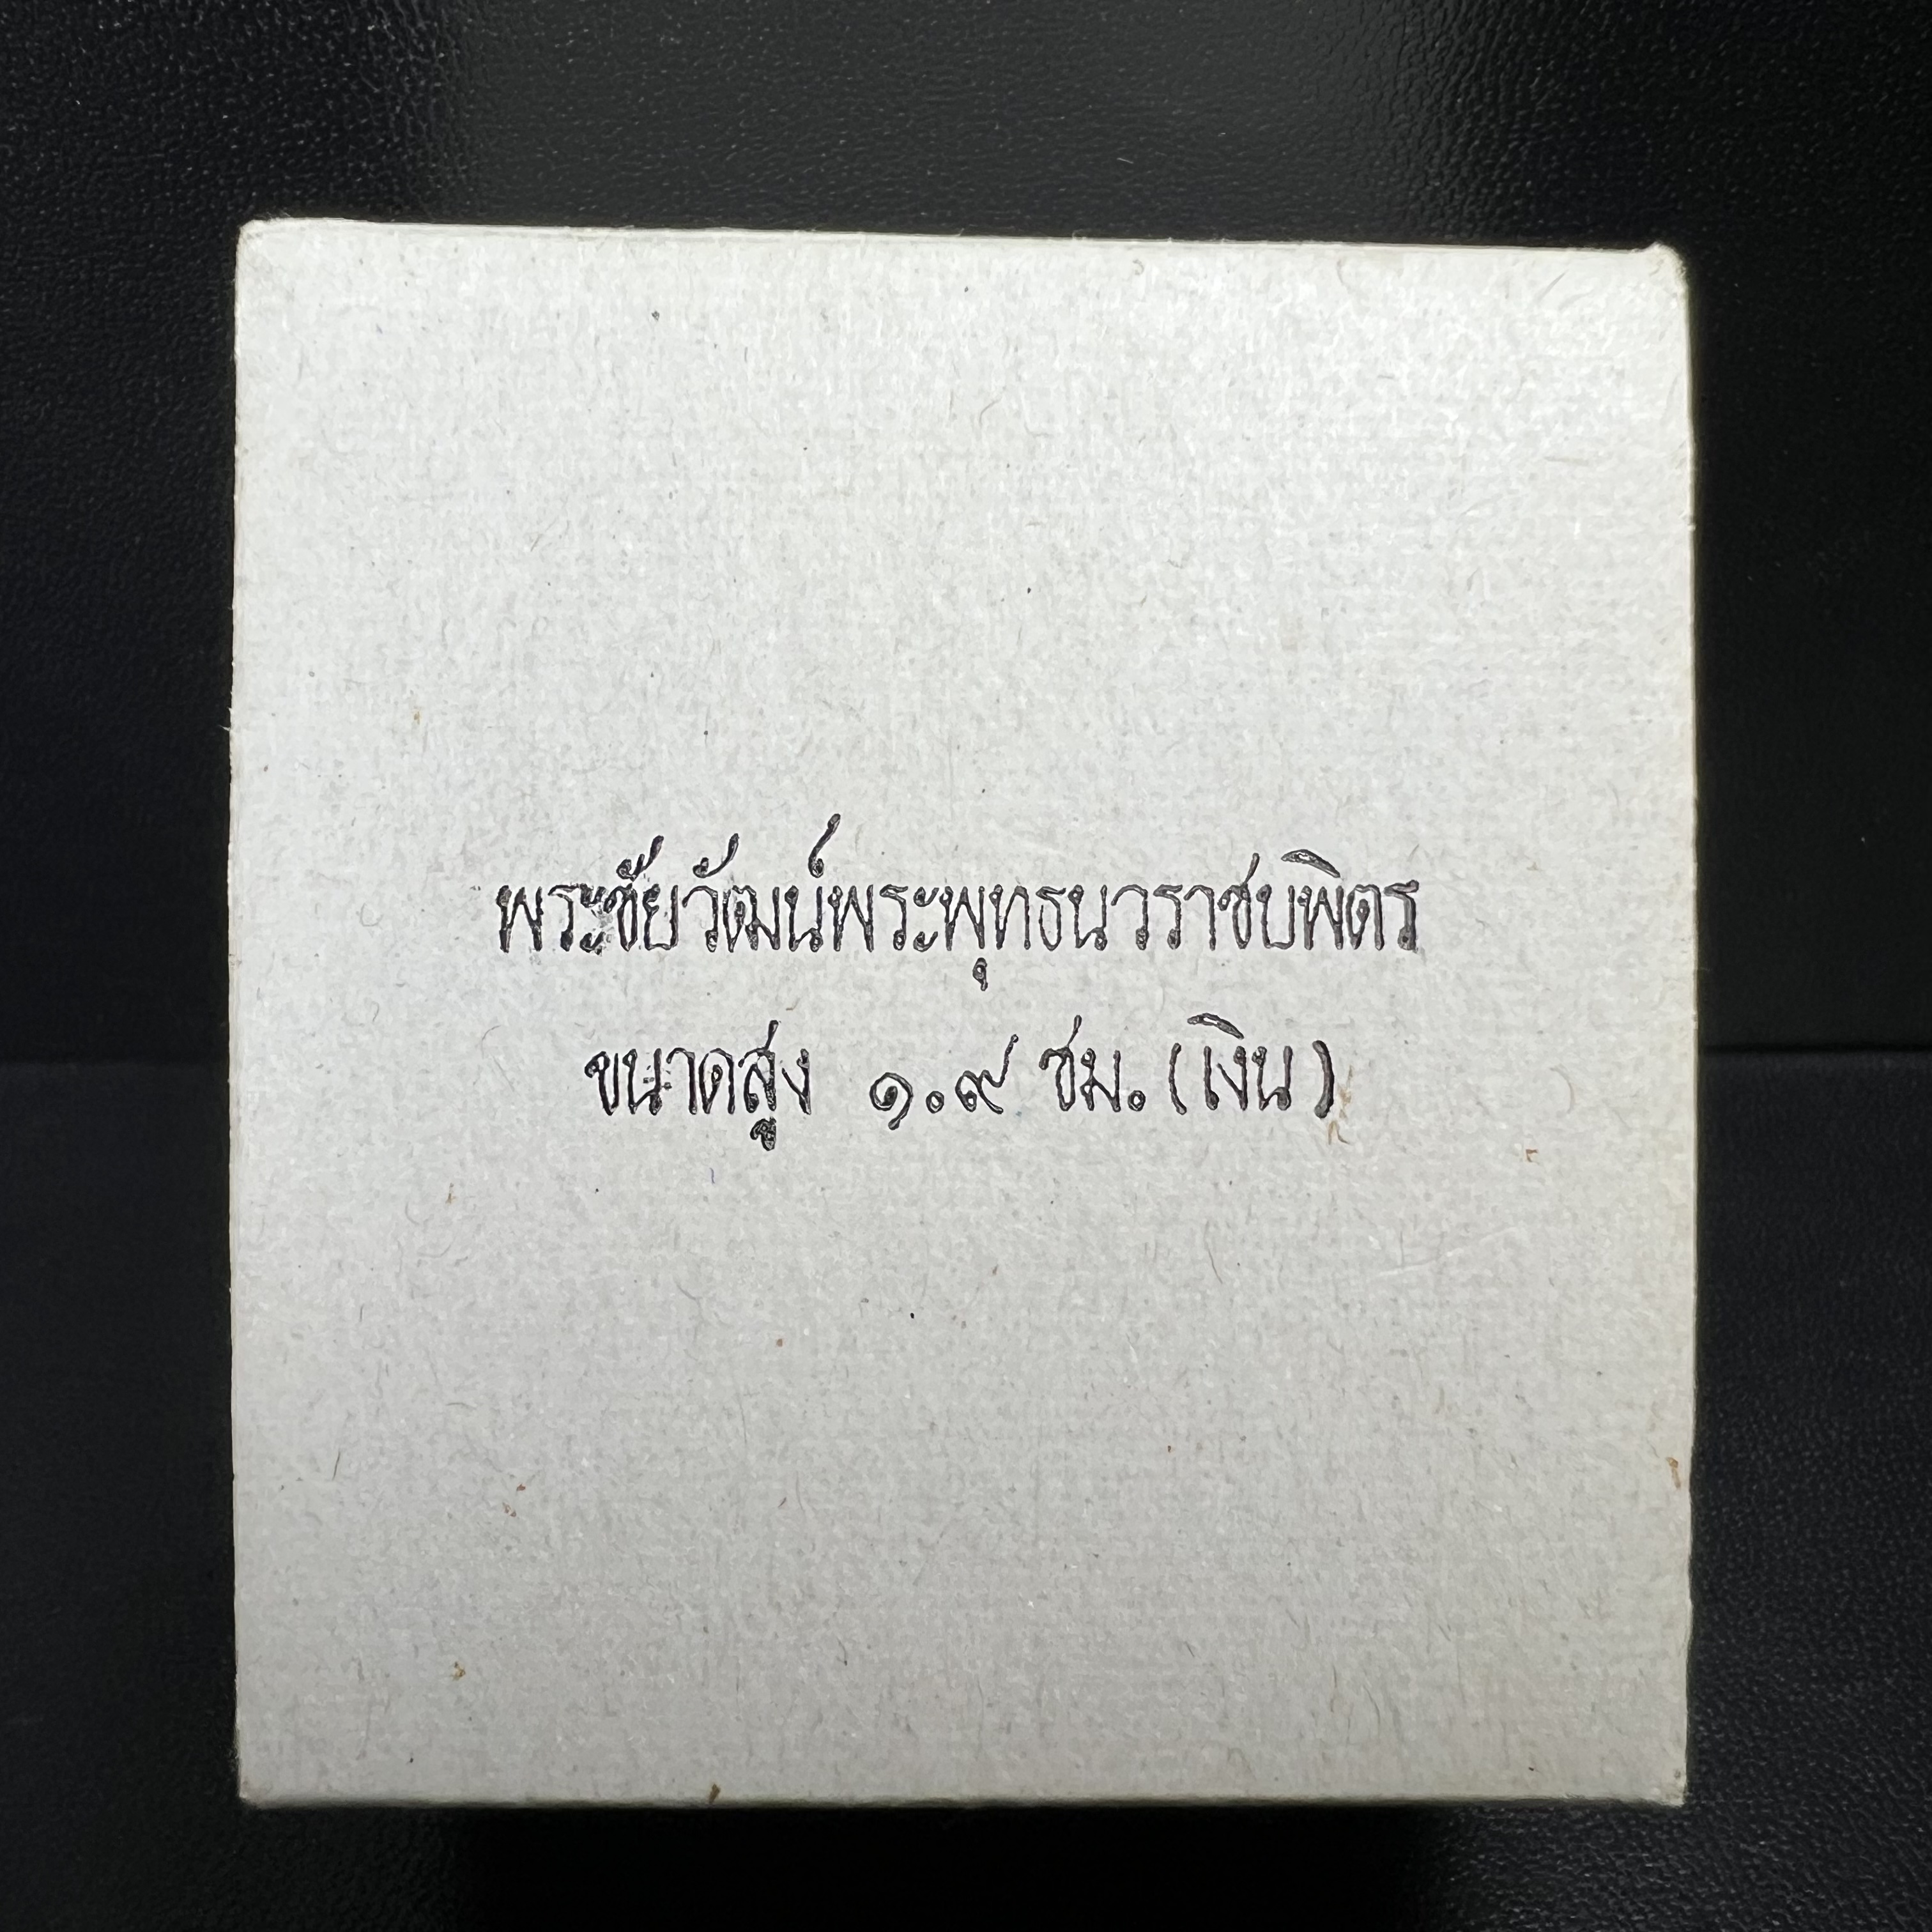 พระชัยวัฒน์พระพุทธนวราชบพิตร
ขนาดสูง ๑.๙ ซม. (เงิน)